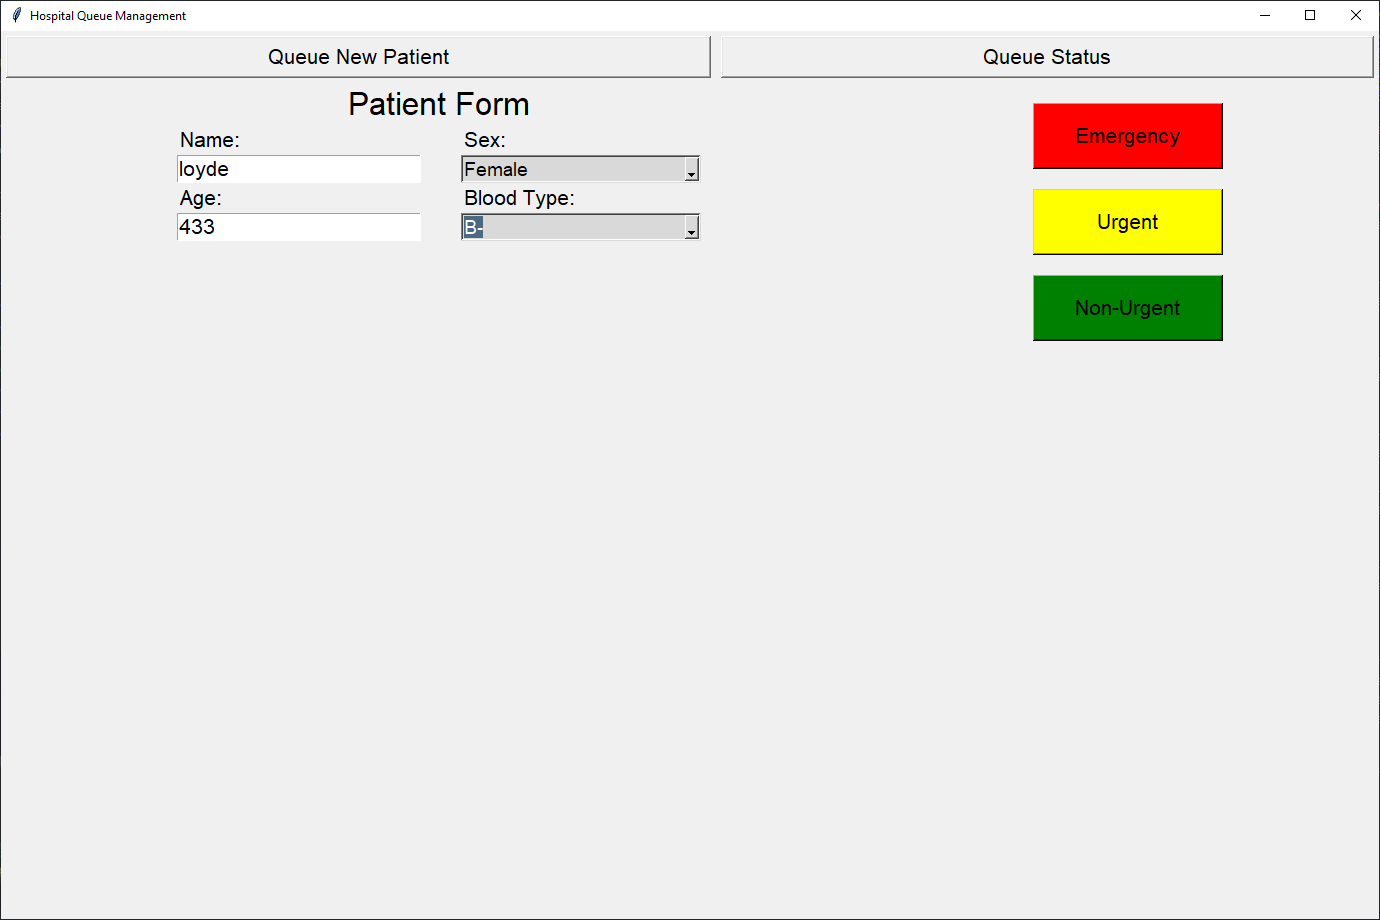 Hospital Queue Management
Queue New Patient
Queue Status
Patient Form
Name:
Sex:
loyde
Female
Age:
Blood Type:
433
B-
Emergency
Urgent
Non-Urgent